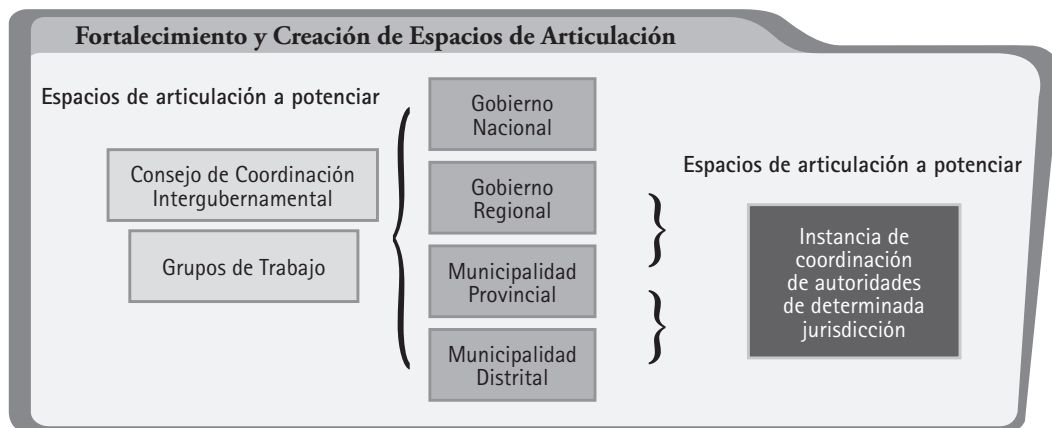 Fortalecimiento y Creación de Espacios de Articulación
Espacios de articulación a potenciar
Consejo de Coordinación
Intergubernamental
Grupos de Trabajo
Gobierno
Nacional
Gobierno
Regional
Municipalidad
Provincial
Municipalidad
Distrital
Espacios de articulación a potenciar
Instancia de
coordinación
de autoridades
de determinada
jurisdicción